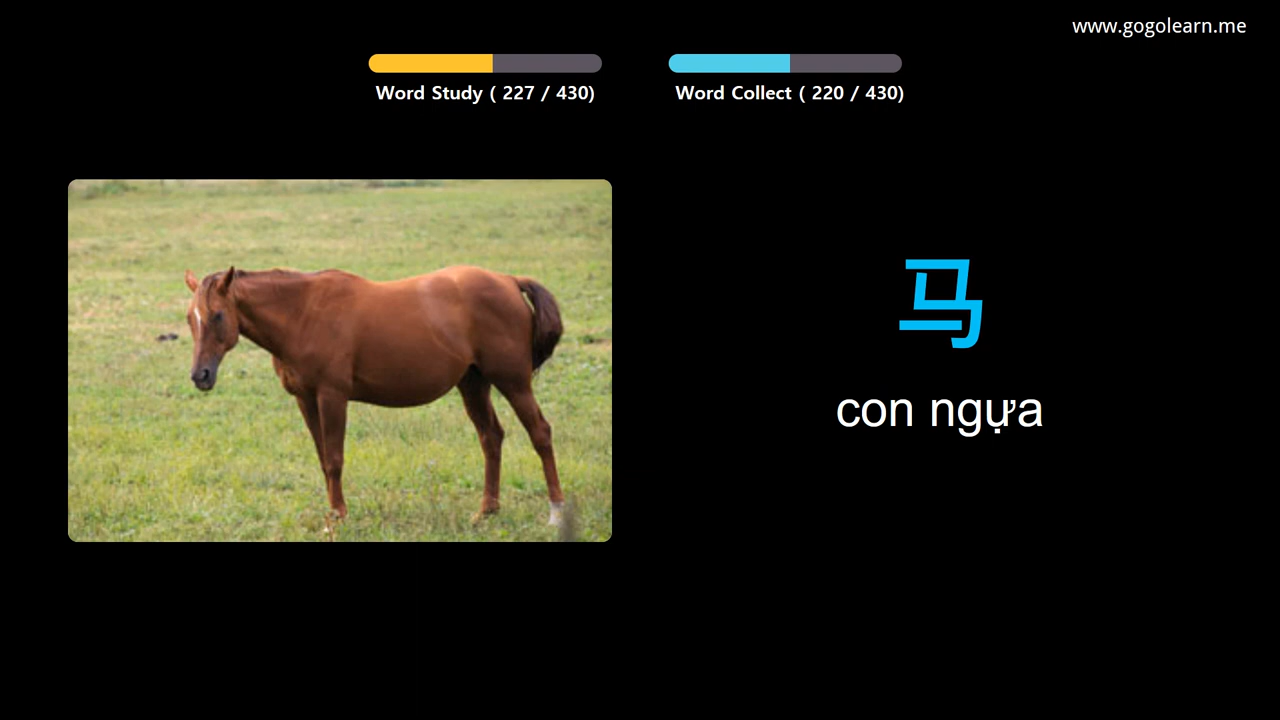 www.gogolearn.me
Word Study ( 227 / 430)
Word Collect ( 220 / 430)
马
con ngựa